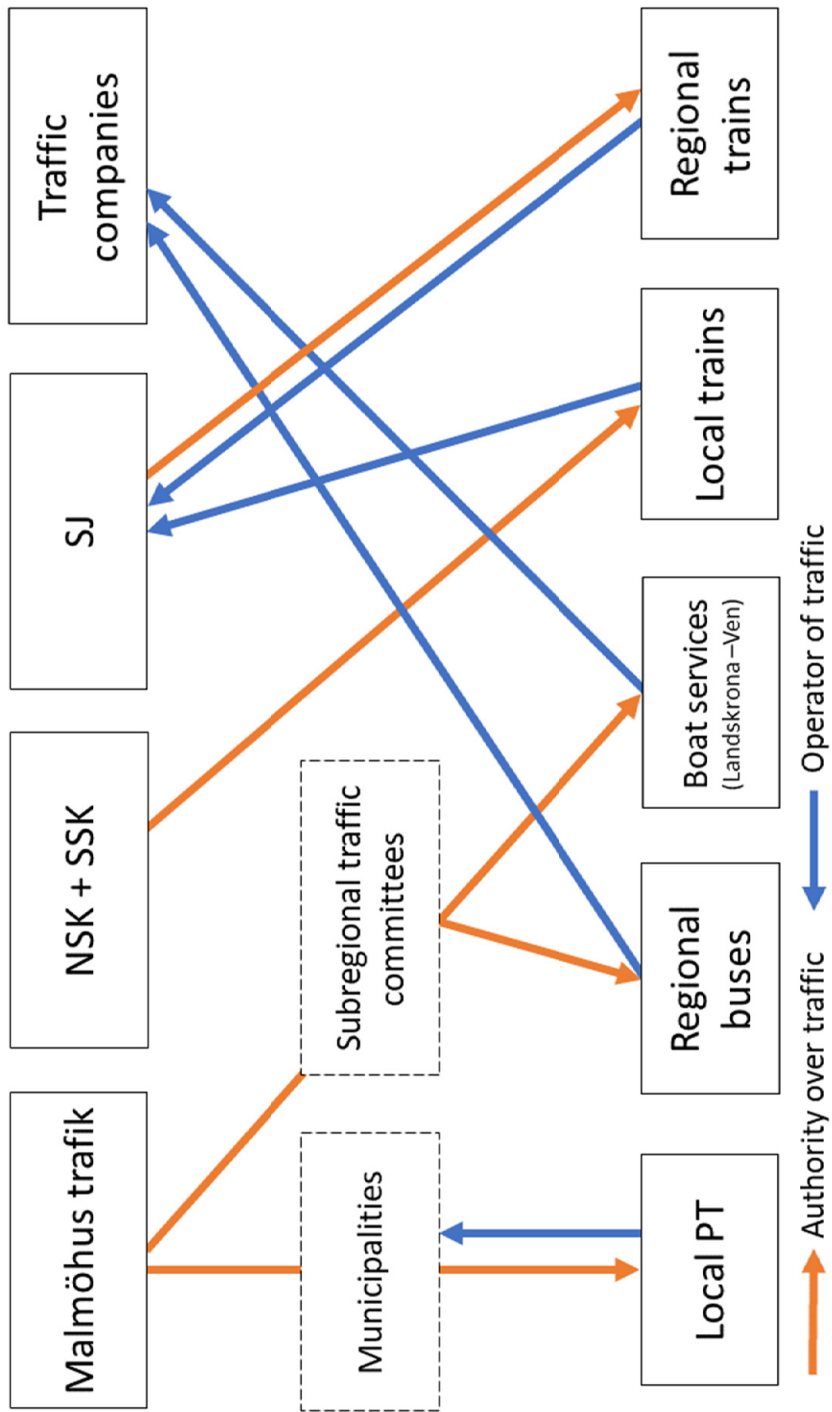 Malmöhus trafik
NSK + SSK
SJ
Traffic
companies
Municipalities
Subregional traffic
committees
Local PT
Regional
buses
Boat services
(Landskrona–Ven)
Local trains
Regional
trains
Authority over traffic
Operator of traffic